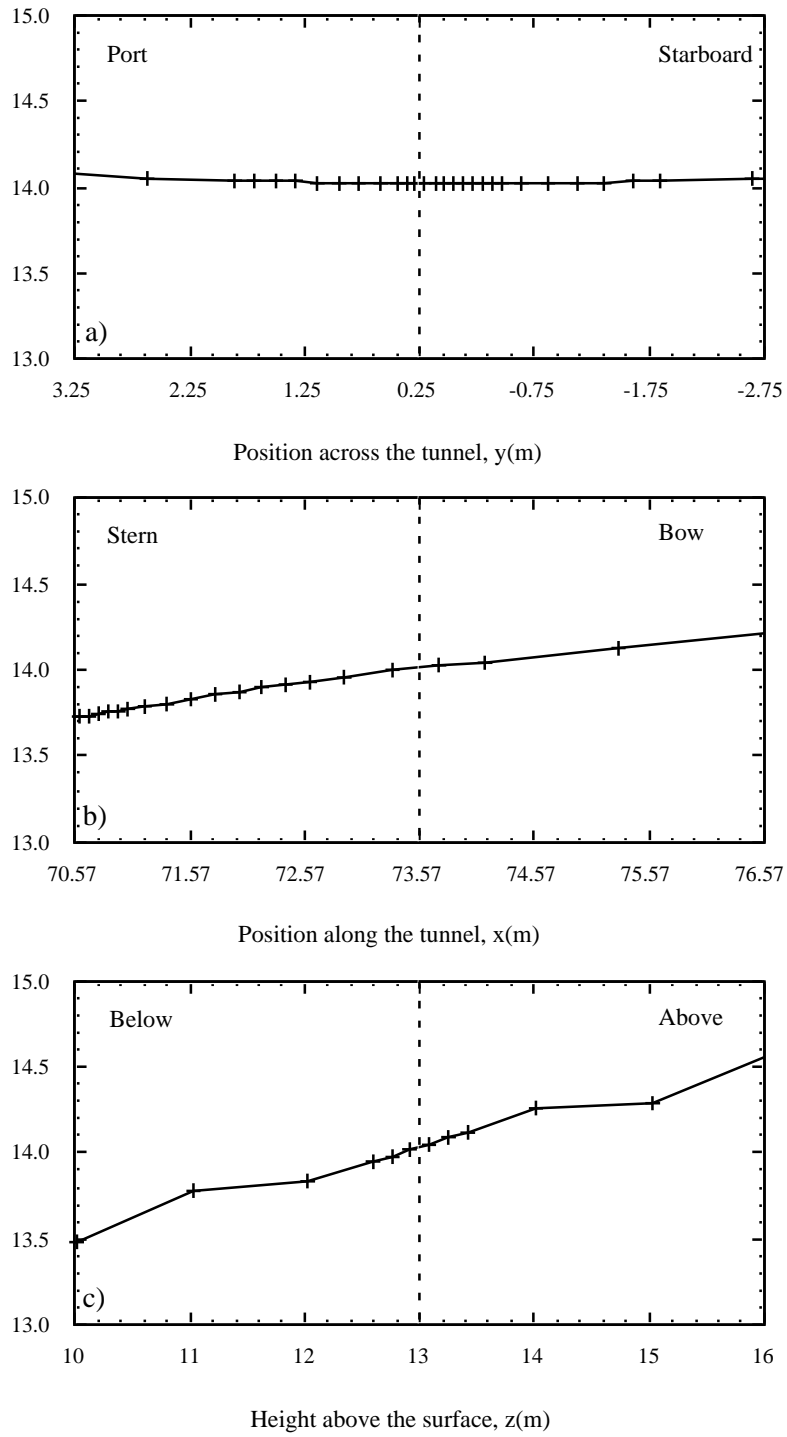 15.0
Port Starboard
14.5
14.0
13.5
a)
13.0
3.25 2.25 1.25 0.25 -0.75 -1.75 -2.75
Position across the tunnel, y(m)
15.0
Stern Bow
14.5
14.0
13.5
b)
13.0
70.57 71.57 72.57 73.57 74.57 75.57 76.57
Position along the tunnel, x(m)
15.0
Below Above
14.5
14.0
13.5
c)
13.0
10 11 12 13 14 15 16
Height above the surface, z(m)